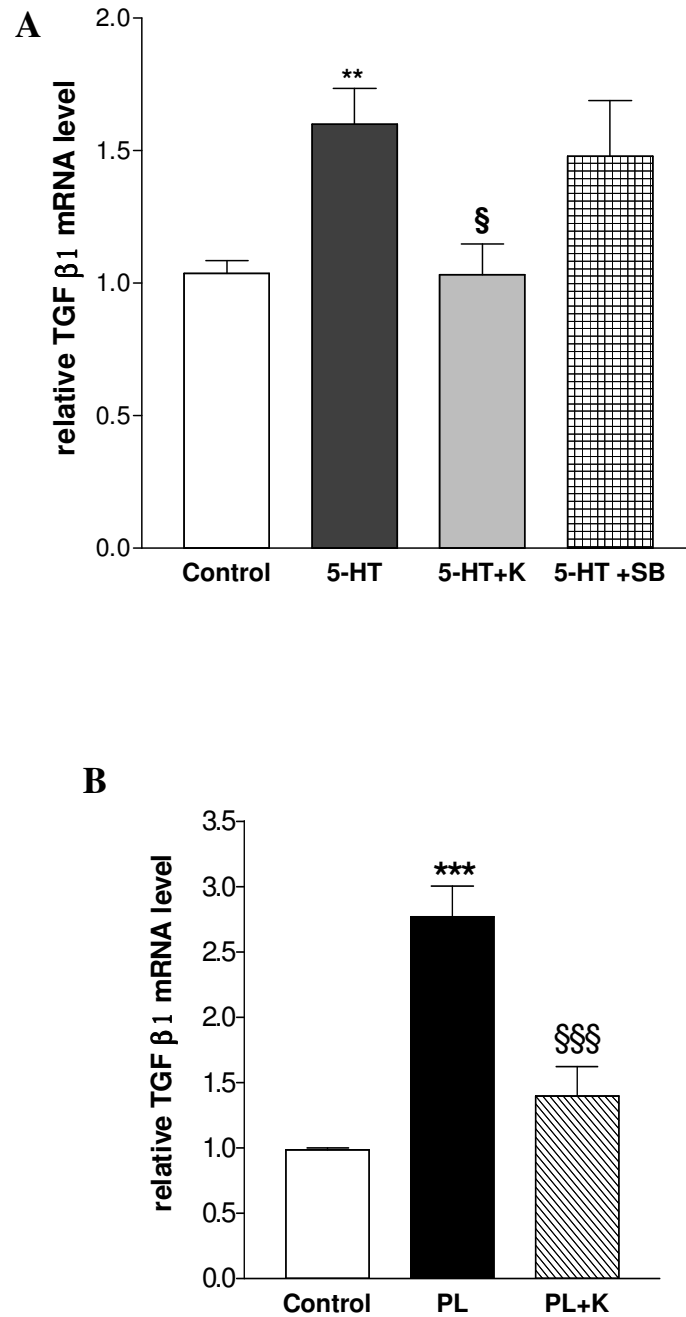 A
relative TGF β1 mRNA level
2.0
1.5
1.0
0.5
0.0
**
§
Control 5-HT 5-HT+K 5-HT +SB
B
relative TGF β1 mRNA level
3.5
3.0
2.5
2.0
1.5
1.0
0.5
0.0
***
§§§
Control PL PL+K